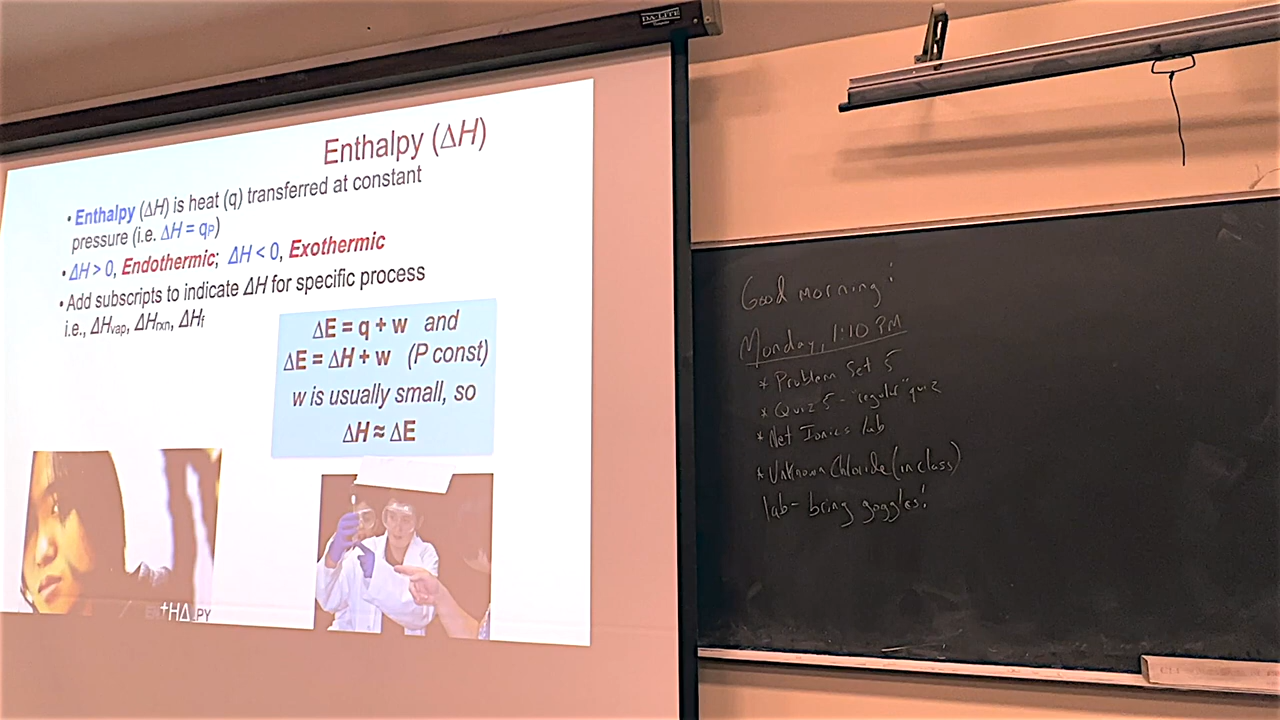 DA-LITE
Enthalpy (ΔH)
• Enthalpy (ΔH) is heat (q) transferred at constant
pressure (i.e. ΔH = qP)
• ΔH > 0, Endothermic; ΔH < 0, Exothermic
• Add subscripts to indicate ΔH for specific process
i.e., ΔHvap, ΔHrxn, ΔHf
ΔE = q + w and
ΔE = ΔH + w (P const)
w is usually small, so
ΔH ≈ ΔE
Good morning!
Monday, 1:10 PM
* Problem Set 5
* Quiz 5 - "regular" quiz
* Net Ionics lab
* Unknown Chloride (in class)
lab - bring goggles!